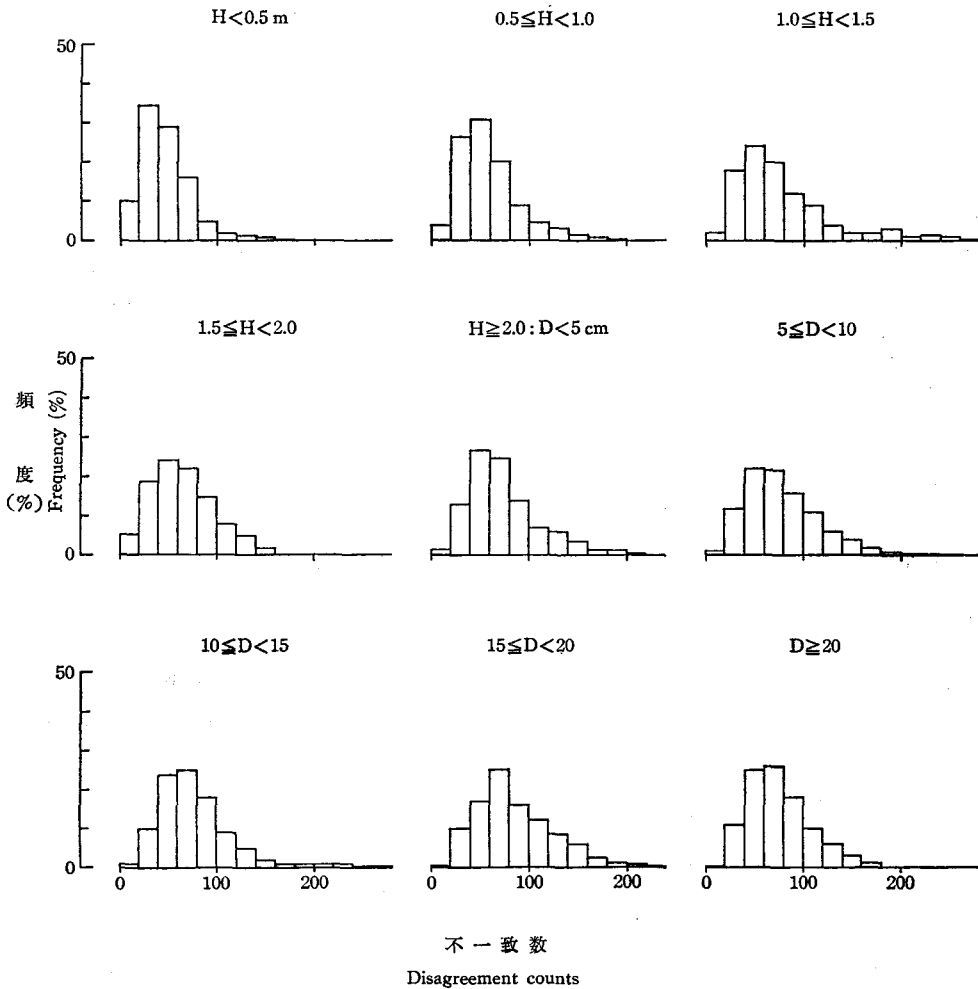 H<0.5 m
0.5≦H<1.0
1.0≦H<1.5
50
0
1.5≦H<2.0
H≧2.0 : D<5 cm
5≦D<10
50
0
頻度(%)
Frequency (%)
10≦D<15
15≦D<20
D≧20
50
0
0 100 200
0 100 200
0 100 200
不一致数
Disagreement counts